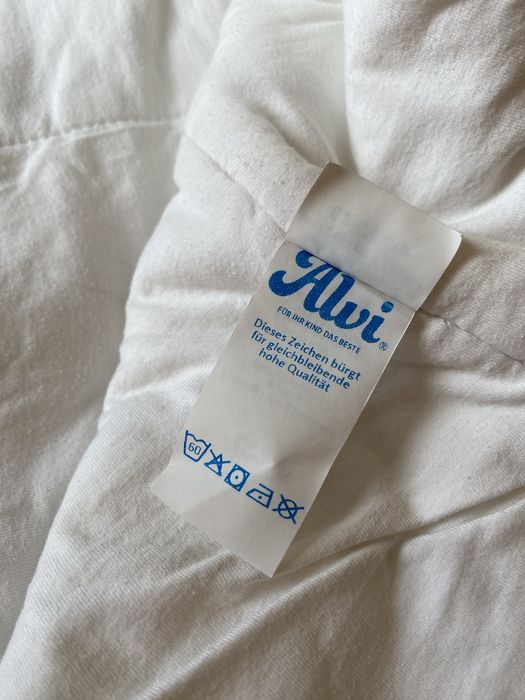 Alvi®
FÜR IHR KIND DAS BESTE
Dieses Zeichen bürgt
für gleichbleibende
hohe Qualität
60